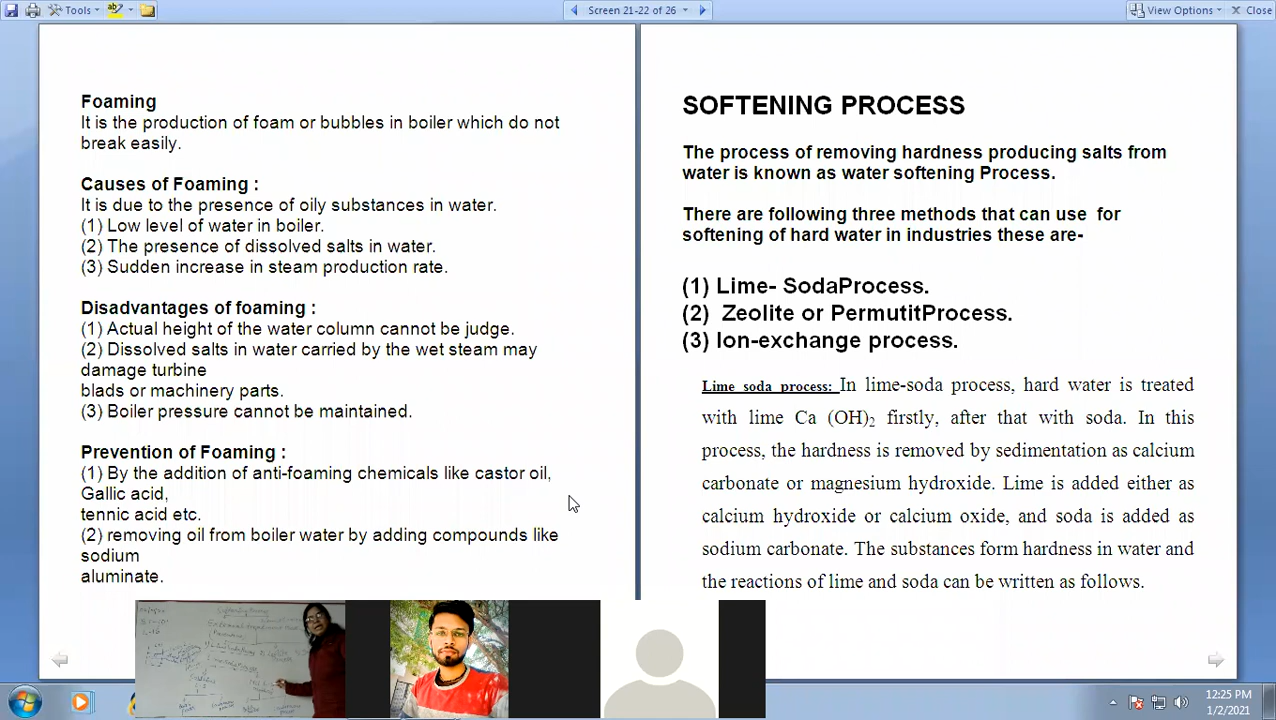 Tools
Screen 21-22 of 26
View Options
Close
Foaming
It is the production of foam or bubbles in boiler which do not
break easily.
Causes of Foaming :
It is due to the presence of oily substances in water.
(1) Low level of water in boiler.
(2) The presence of dissolved salts in water.
(3) Sudden increase in steam production rate.
Disadvantages of foaming :
(1) Actual height of the water column cannot be judge.
(2) Dissolved salts in water carried by the wet steam may
damage turbine
blads or machinery parts.
(3) Boiler pressure cannot be maintained.
Prevention of Foaming :
(1) By the addition of anti-foaming chemicals like castor oil,
Gallic acid,
tennic acid etc.
(2) removing oil from boiler water by adding compounds like
sodium
aluminate.
SOFTENING PROCESS
The process of removing hardness producing salts from
water is known as water softening Process.
There are following three methods that can use for
softening of hard water in industries these are-
(1) Lime- SodaProcess.
(2) Zeolite or PermutitProcess.
(3) Ion-exchange process.
Lime soda process: In lime-soda process, hard water is treated
with lime Ca (OH)₂ firstly, after that with soda. In this
process, the hardness is removed by sedimentation as calcium
carbonate or magnesium hydroxide. Lime is added either as
calcium hydroxide or calcium oxide, and soda is added as
sodium carbonate. The substances form hardness in water and
the reactions of lime and soda can be written as follows.
12:25 PM
1/2/2021